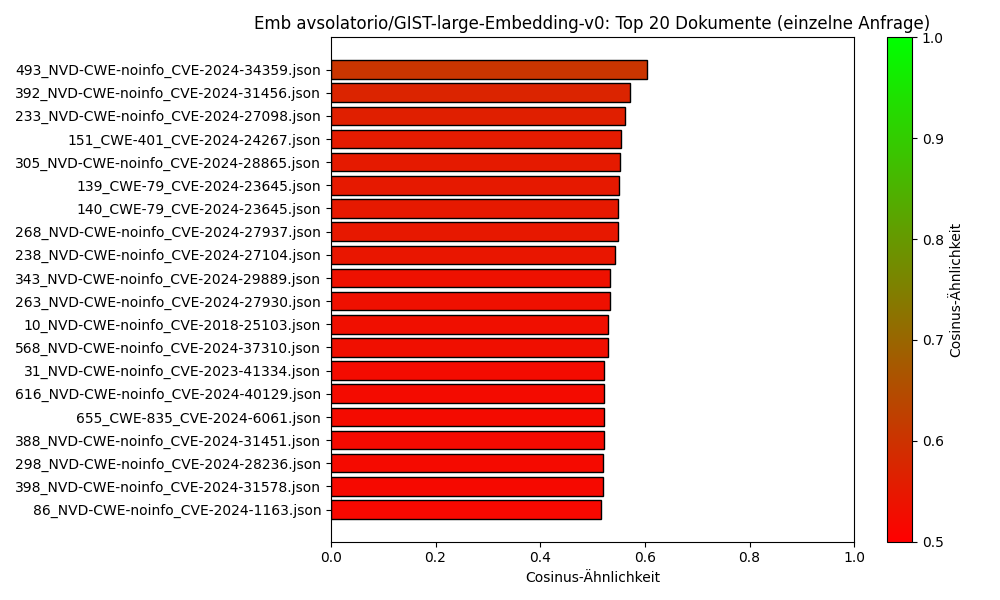 Emb avsolatorio/GIST-large-Embedding-v0: Top 20 Dokumente (einzelne Anfrage)
493_NVD-CWE-noinfo_CVE-2024-34359.json
392_NVD-CWE-noinfo_CVE-2024-31456.json
233_NVD-CWE-noinfo_CVE-2024-27098.json
151_CWE-401_CVE-2024-24267.json
305_NVD-CWE-noinfo_CVE-2024-28865.json
139_CWE-79_CVE-2024-23645.json
140_CWE-79_CVE-2024-23645.json
268_NVD-CWE-noinfo_CVE-2024-27937.json
238_NVD-CWE-noinfo_CVE-2024-27104.json
343_NVD-CWE-noinfo_CVE-2024-29889.json
263_NVD-CWE-noinfo_CVE-2024-27930.json
10_NVD-CWE-noinfo_CVE-2018-25103.json
568_NVD-CWE-noinfo_CVE-2024-37310.json
31_NVD-CWE-noinfo_CVE-2023-41334.json
616_NVD-CWE-noinfo_CVE-2024-40129.json
655_CWE-835_CVE-2024-6061.json
388_NVD-CWE-noinfo_CVE-2024-31451.json
298_NVD-CWE-noinfo_CVE-2024-28236.json
398_NVD-CWE-noinfo_CVE-2024-31578.json
86_NVD-CWE-noinfo_CVE-2024-1163.json
0.0 0.2 0.4 0.6 0.8 1.0
Cosinus-Ähnlichkeit
1.0
0.9
0.8
0.7
0.6
0.5
Cosinus-Ähnlichkeit